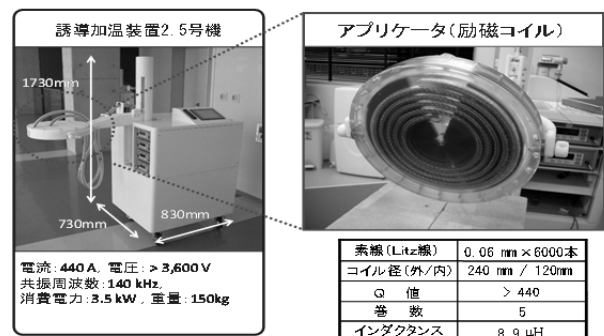 誘導加温装置2.5号機
1730mm
730mm
830mm
電流:440A, 電圧:> 3,600V
共振周波数:140 kHz,
消費電力:3.5kW, 重量:150kg
アプリケータ(励磁コイル)
素線(Litz線) 0.06 mm×6000本
コイル径(外/内) 240 mm / 120mm
Q 値 > 440
巻 数 5
インダクタンス 8.9 μH